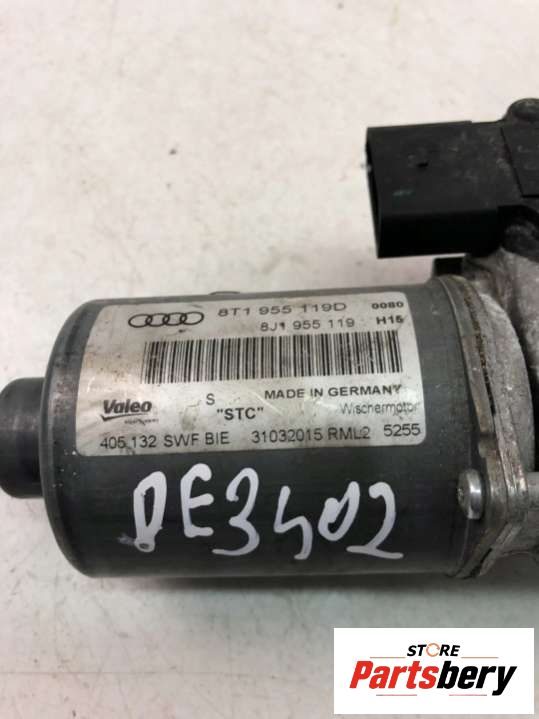 8T1 955 119D 0080
8J1 955 119 H15
S MADE IN GERMANY
Valeo "STC" Wischermotor
405.132 SWF BIE 31032015 RML2 5255
DE3402
STORE
Partsbery